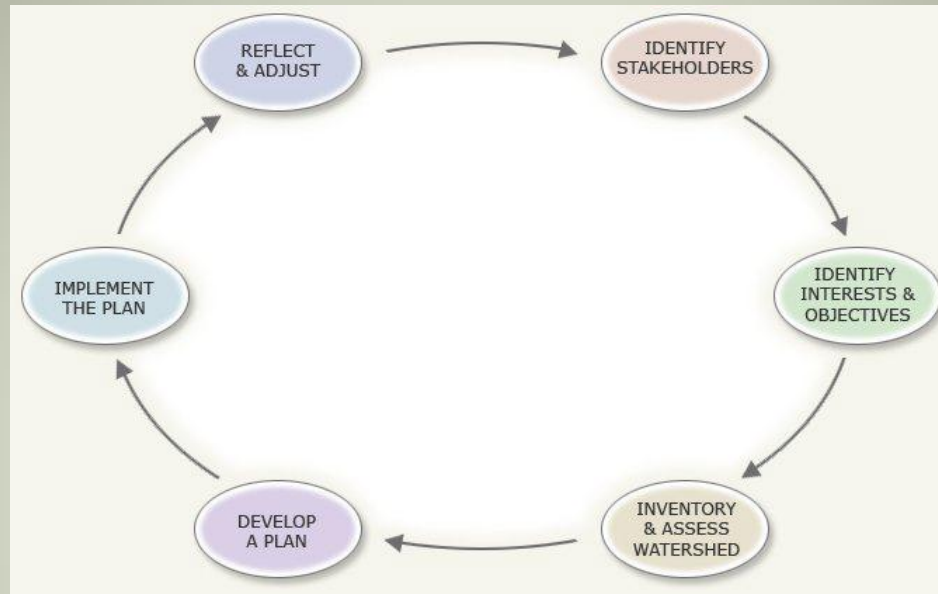 REFLECT
& ADJUST
IDENTIFY
STAKEHOLDERS
IDENTIFY
INTERESTS &
OBJECTIVES
INVENTORY
& ASSESS
WATERSHED
DEVELOP
A PLAN
IMPLEMENT
THE PLAN